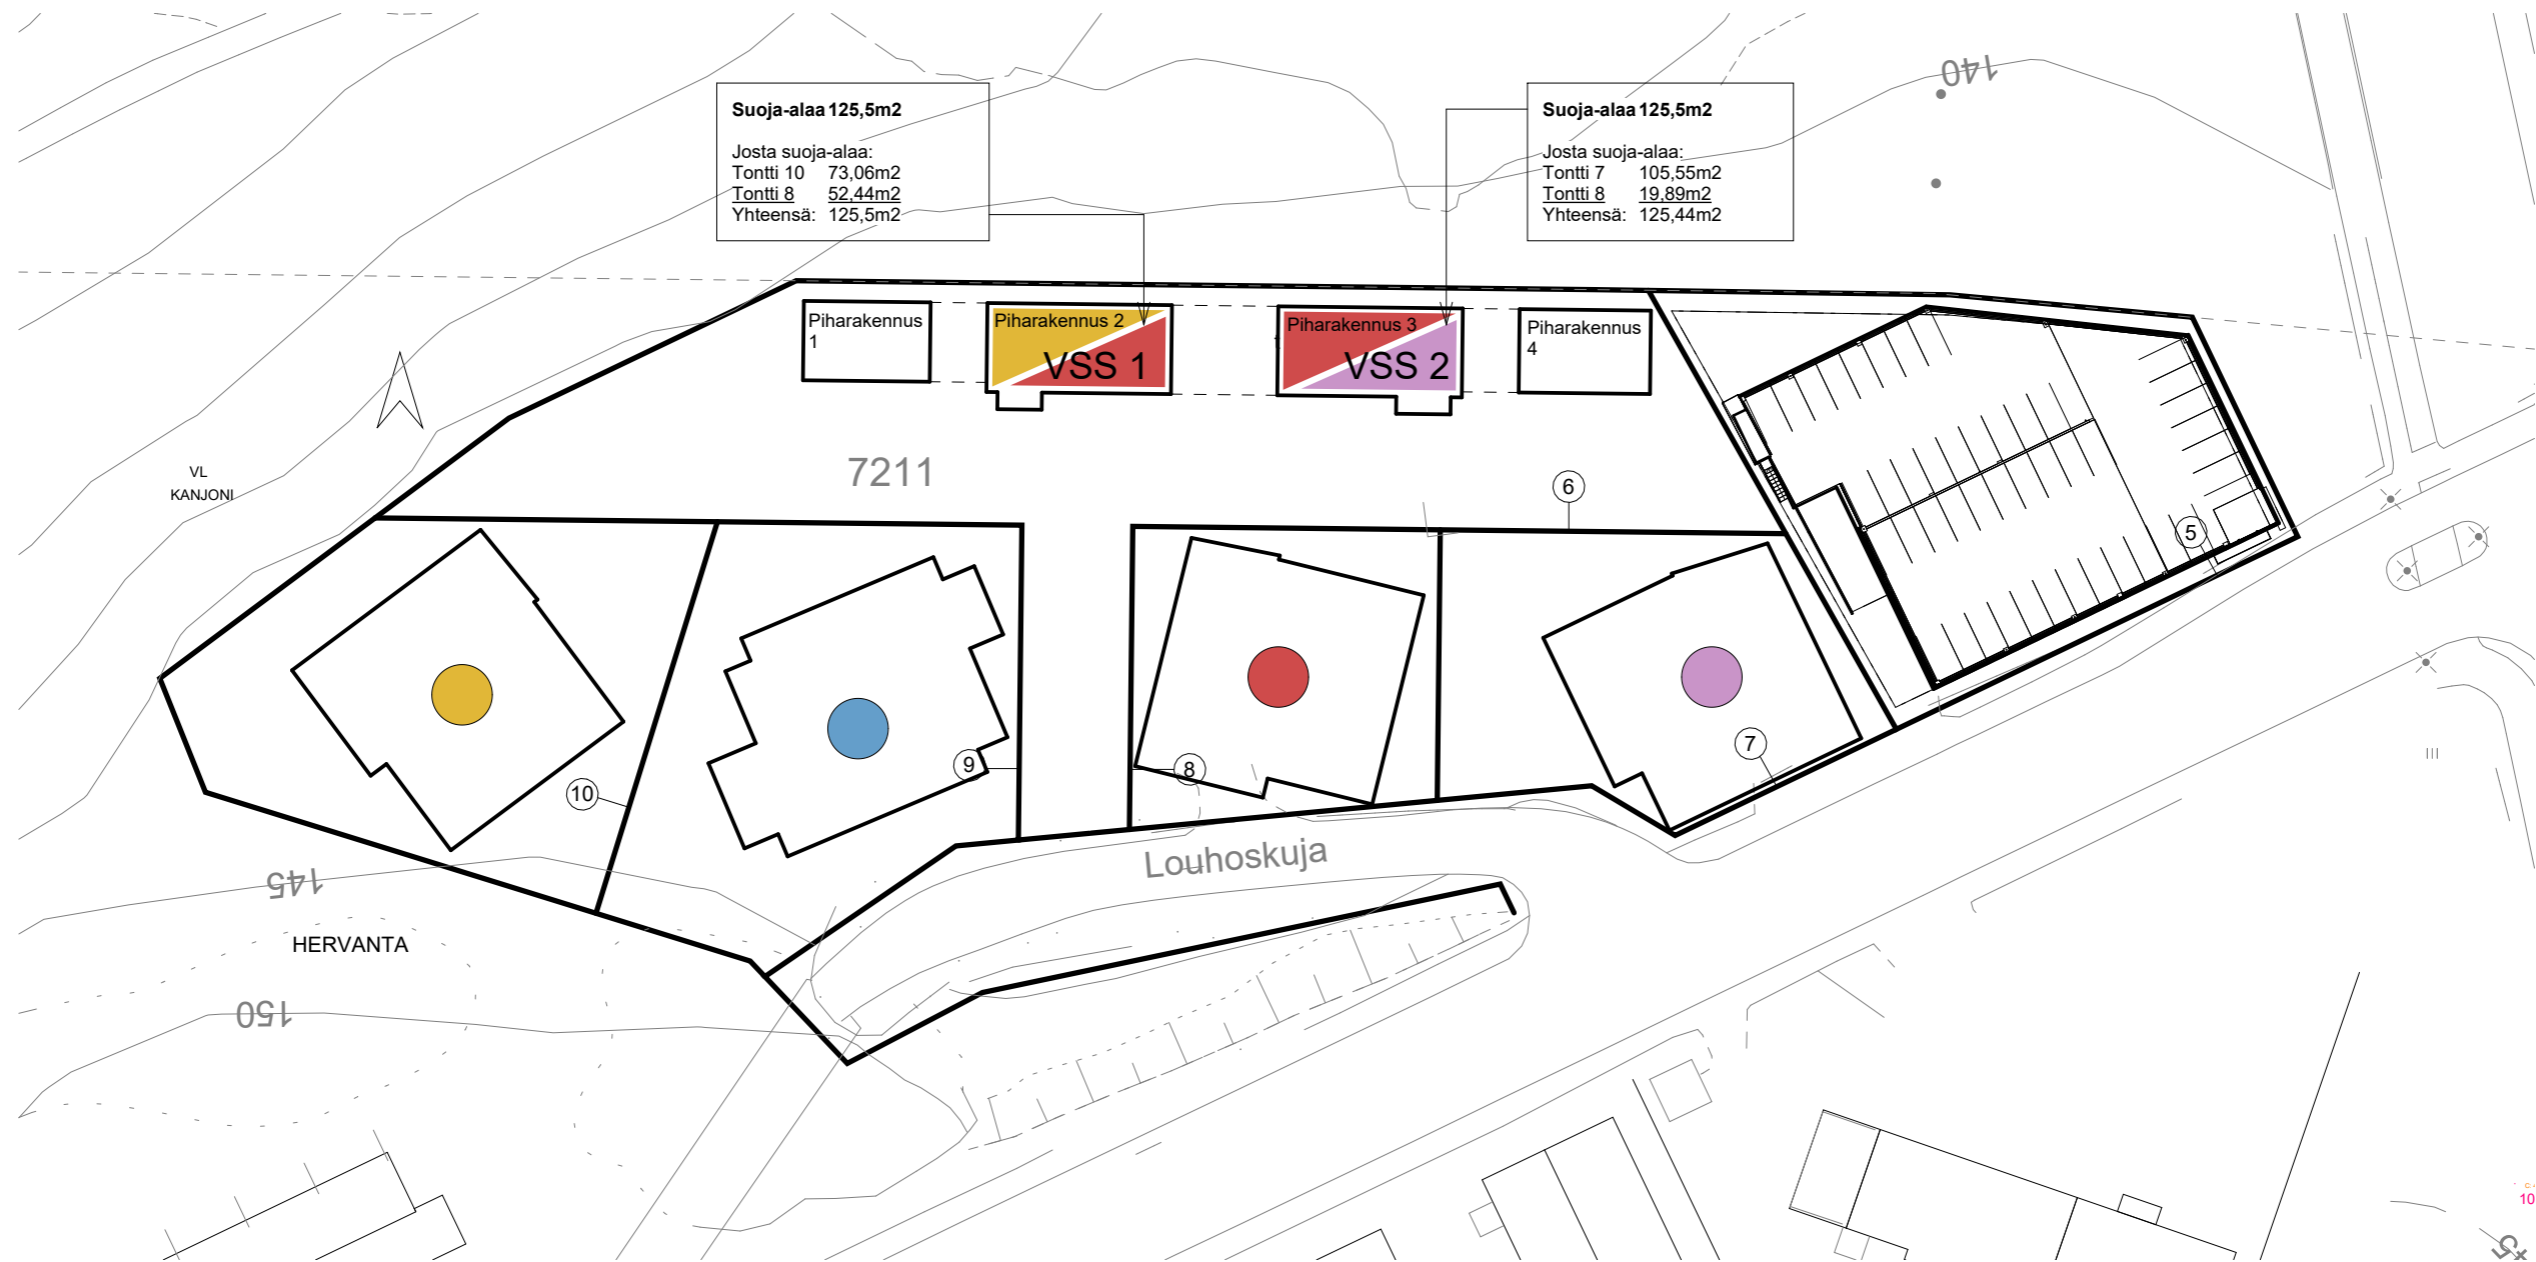 140
Suoja-alaa 125,5m2
Josta suoja-alaa:
Tontti 10 73,06m2
Tontti 8 52,44m2
Yhteensä: 125,5m2
Suoja-alaa 125,5m2
Josta suoja-alaa:
Tontti 7 105,55m2
Tontti 8 19,89m2
Yhteensä: 125,44m2
Piharakennus
1
Piharakennus 2
VSS 1
Piharakennus 3
VSS 2
Piharakennus
4
VL
KANJONI
7211
6
5
10
9
8
7
Louhoskuja
145
HERVANTA
150
10